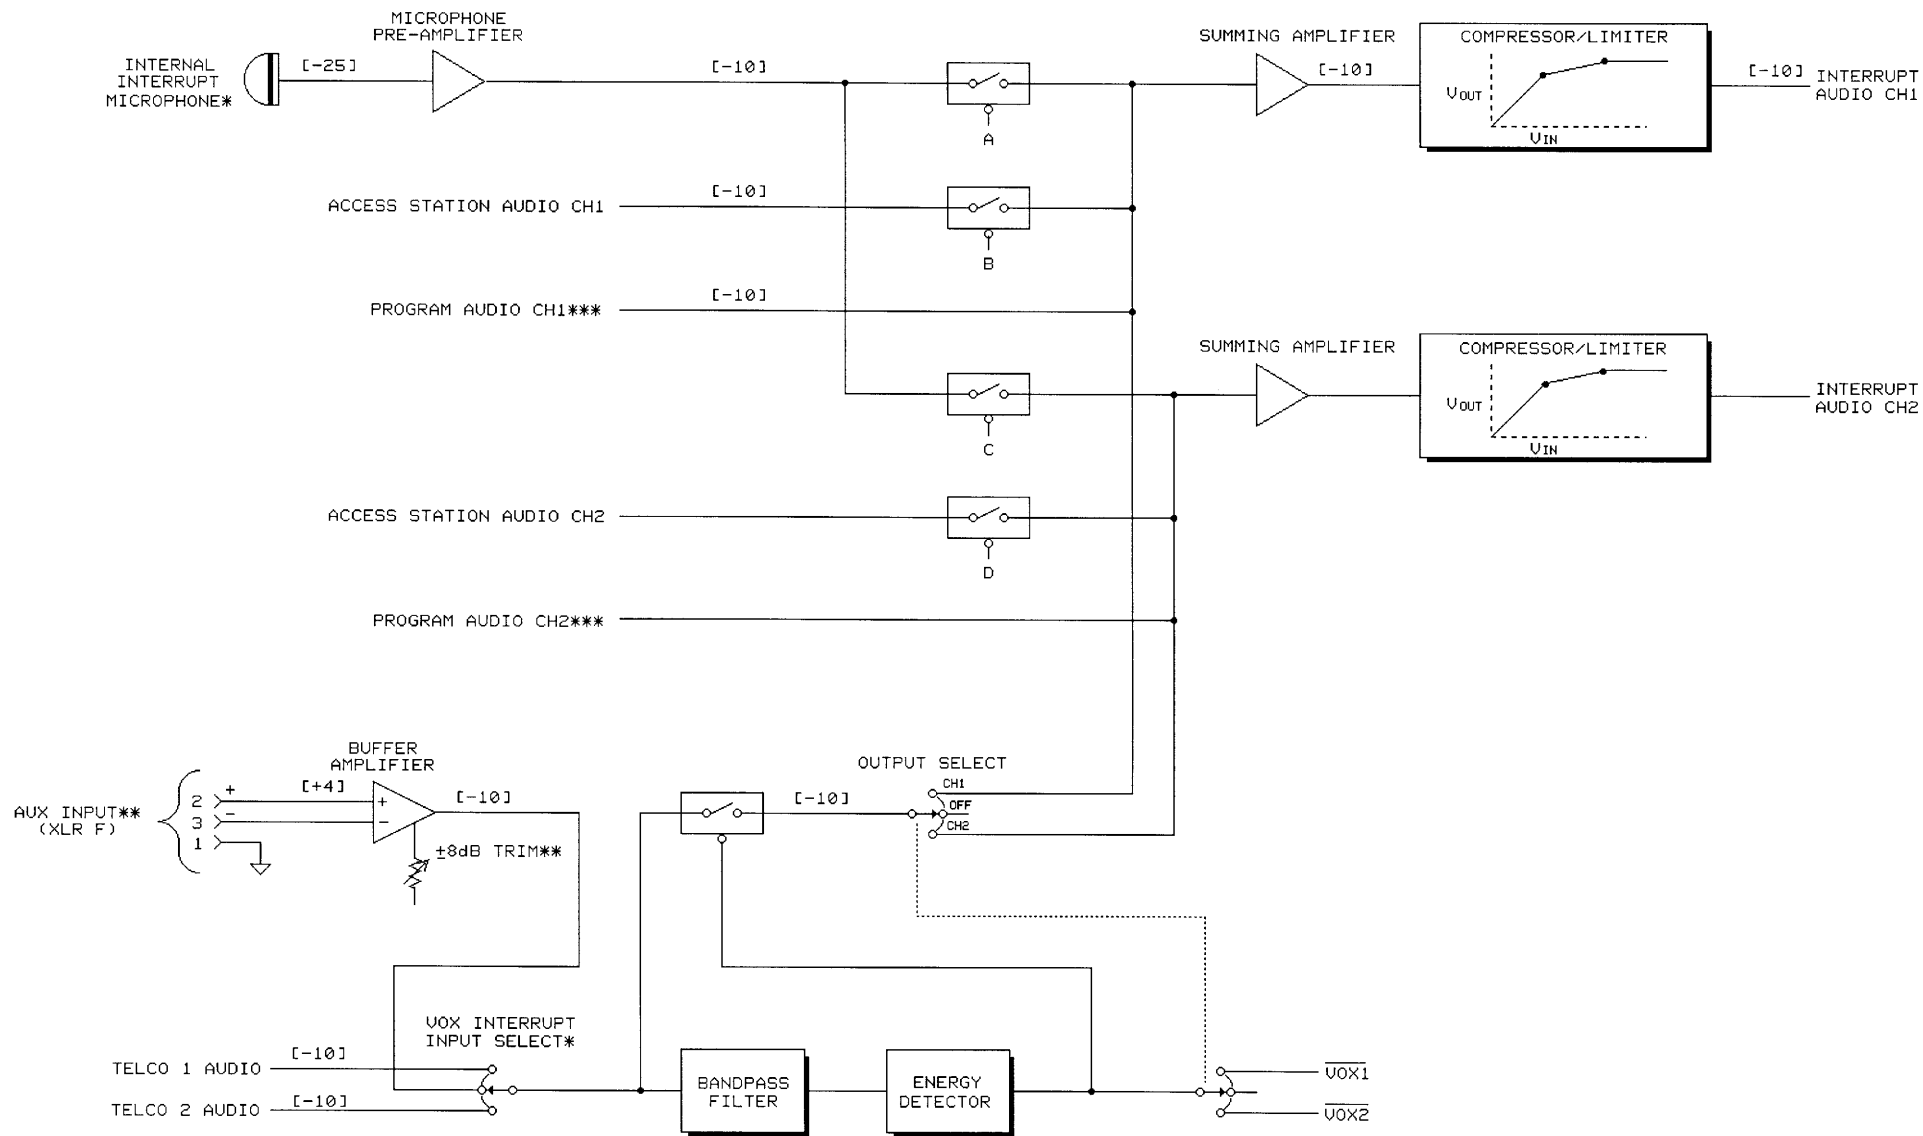 MICROPHONE
PRE-AMPLIFIER
INTERNAL
INTERRUPT
MICROPHONE*
[-25]
[-10]
A
SUMMING AMPLIFIER
[-10]
COMPRESSOR/LIMITER
VOUT
VIN
[-10]
INTERRUPT
AUDIO CH1
ACCESS STATION AUDIO CH1
[-10]
B
PROGRAM AUDIO CH1***
[-10]
C
SUMMING AMPLIFIER
COMPRESSOR/LIMITER
VOUT
VIN
INTERRUPT
AUDIO CH2
ACCESS STATION AUDIO CH2
D
PROGRAM AUDIO CH2***
AUX INPUT**
(XLR F)
2 +
3 -
1
[+4]
BUFFER
AMPLIFIER
+
-
[-10]
±8dB TRIM**
[-10]
OUTPUT SELECT
CH1
OFF
CH2
VOX INTERRUPT
INPUT SELECT*
TELCO 1 AUDIO
[-10]
TELCO 2 AUDIO
[-10]
BANDPASS
FILTER
ENERGY
DETECTOR
VOX1
VOX2